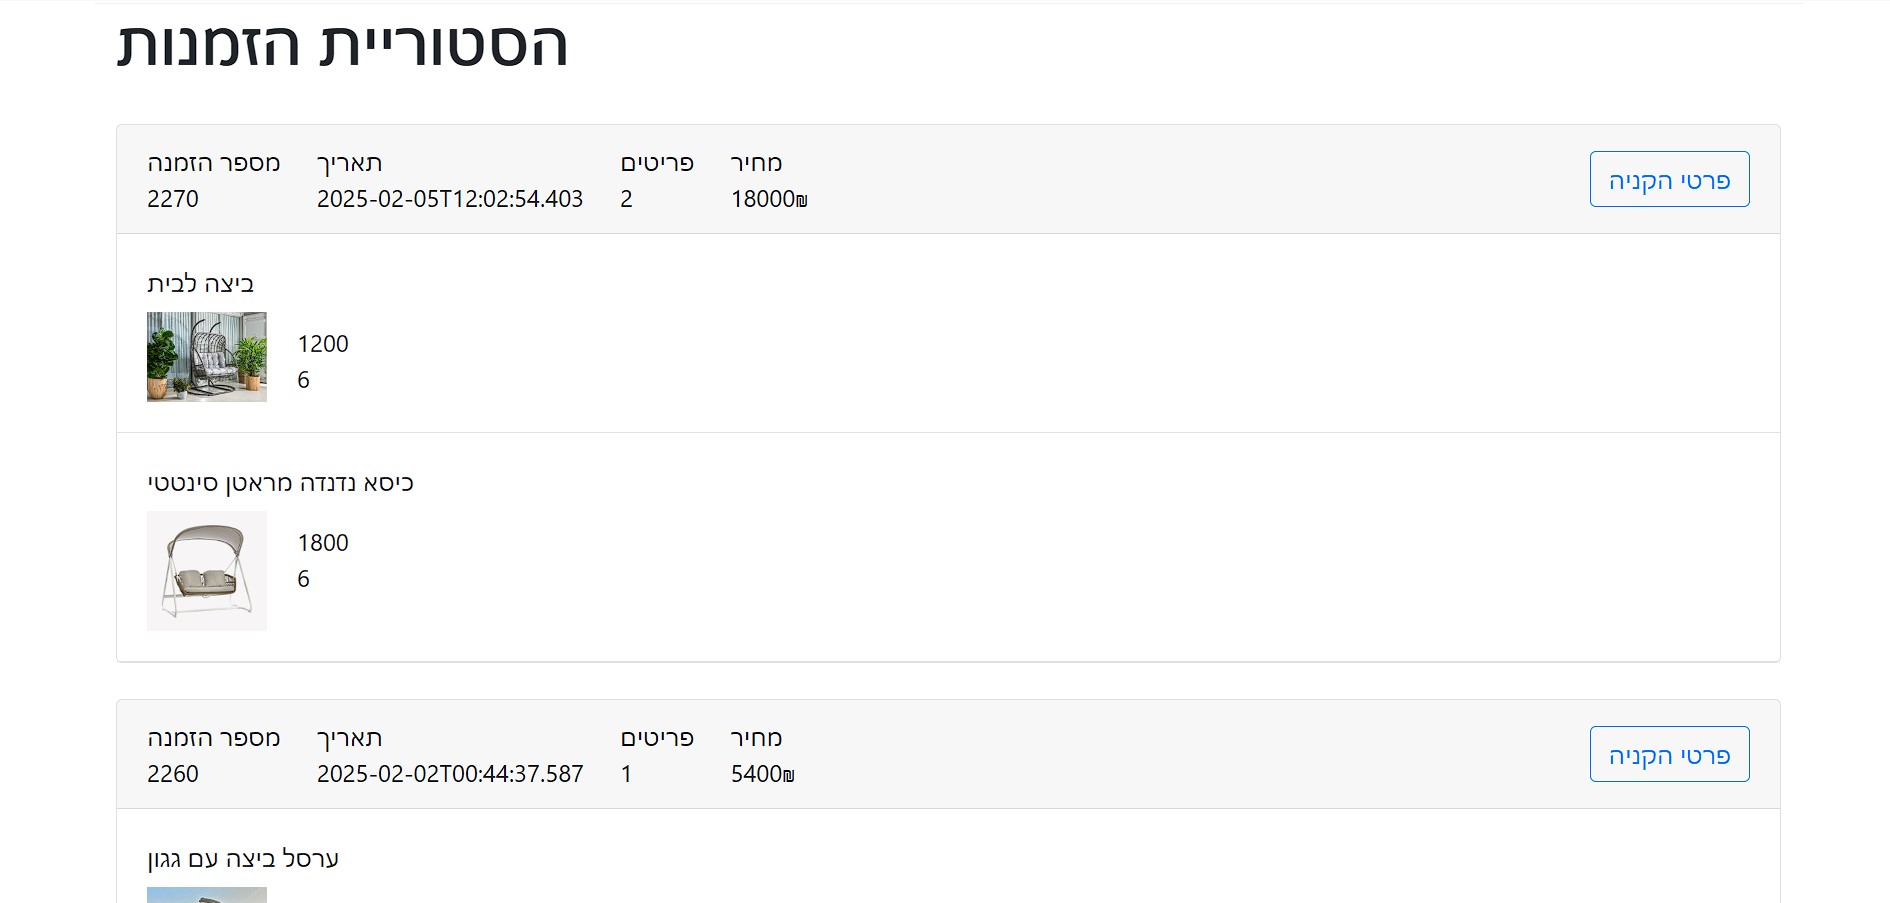 הסטוריית הזמנות
מספר הזמנה תאריך פריטים מחיר
2270 2025-02-05T12:02:54.403 2 18000₪
פרטי הקניה
ביצה לבית
1200
6
כיסא נדנדה מראטן סינטטי
1800
6
מספר הזמנה תאריך פריטים מחיר
2260 2025-02-02T00:44:37.587 1 5400₪
פרטי הקניה
ערסל ביצה עם גגון